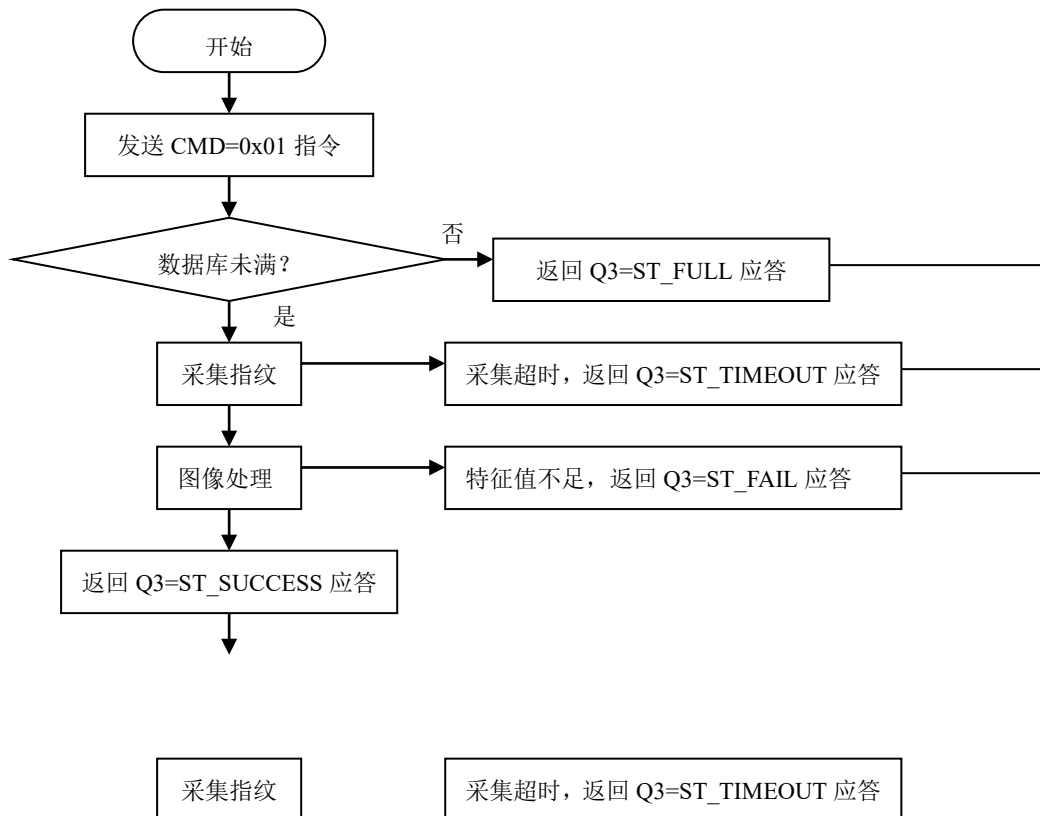 开始
发送 CMD=0x01 指令
数据库未满？
否
返回 Q3=ST_FULL 应答
是
采集指纹
采集超时，返回 Q3=ST_TIMEOUT 应答
图像处理
特征值不足，返回 Q3=ST_FAIL 应答
返回 Q3=ST_SUCCESS 应答
采集指纹
采集超时，返回 Q3=ST_TIMEOUT 应答